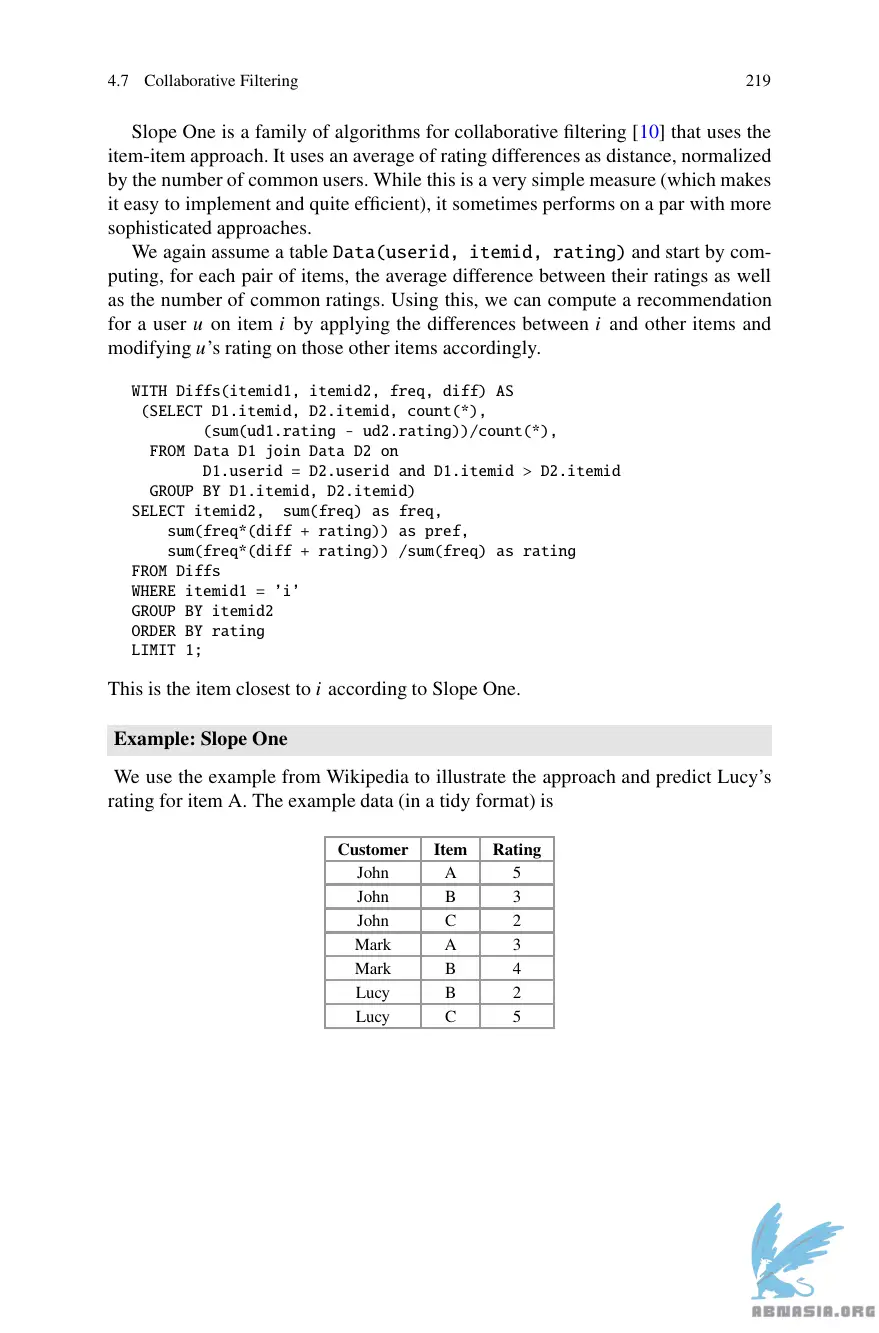 4.7 Collaborative Filtering 219
Slope One is a family of algorithms for collaborative filtering [10] that uses the
item-item approach. It uses an average of rating differences as distance, normalized
by the number of common users. While this is a very simple measure (which makes
it easy to implement and quite efficient), it sometimes performs on a par with more
sophisticated approaches.
We again assume a table Data(userid, itemid, rating) and start by com-
puting, for each pair of items, the average difference between their ratings as well
as the number of common ratings. Using this, we can compute a recommendation
for a user u on item i by applying the differences between i and other items and
modifying u's rating on those other items accordingly.
WITH Diffs(itemid1, itemid2, freq, diff) AS
(SELECT D1.itemid, D2.itemid, count(*),
(sum(ud1.rating - ud2.rating))/count(*),
FROM Data D1 join Data D2 on
D1.userid = D2.userid and D1.itemid > D2.itemid
GROUP BY D1.itemid, D2.itemid)
SELECT itemid2, sum(freq) as freq,
sum(freq*(diff + rating)) as pref,
sum(freq*(diff + rating)) /sum(freq) as rating
FROM Diffs
WHERE itemid1 = 'i'
GROUP BY itemid2
ORDER BY rating
LIMIT 1;
This is the item closest to i according to Slope One.
Example: Slope One
We use the example from Wikipedia to illustrate the approach and predict Lucy's
rating for item A. The example data (in a tidy format) is
Customer Item Rating
John A 5
John B 3
John C 2
Mark A 3
Mark B 4
Lucy B 2
Lucy C 5
ABNASIA.ORG